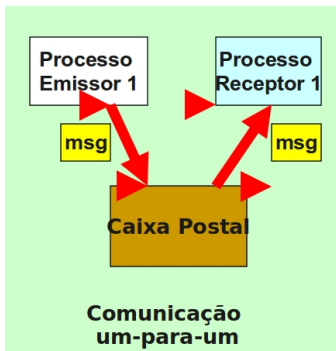 Processo
Emissor 1
Processo
Receptor 1
msg
msg
Caixa Postal
Comunicação
um-para-um